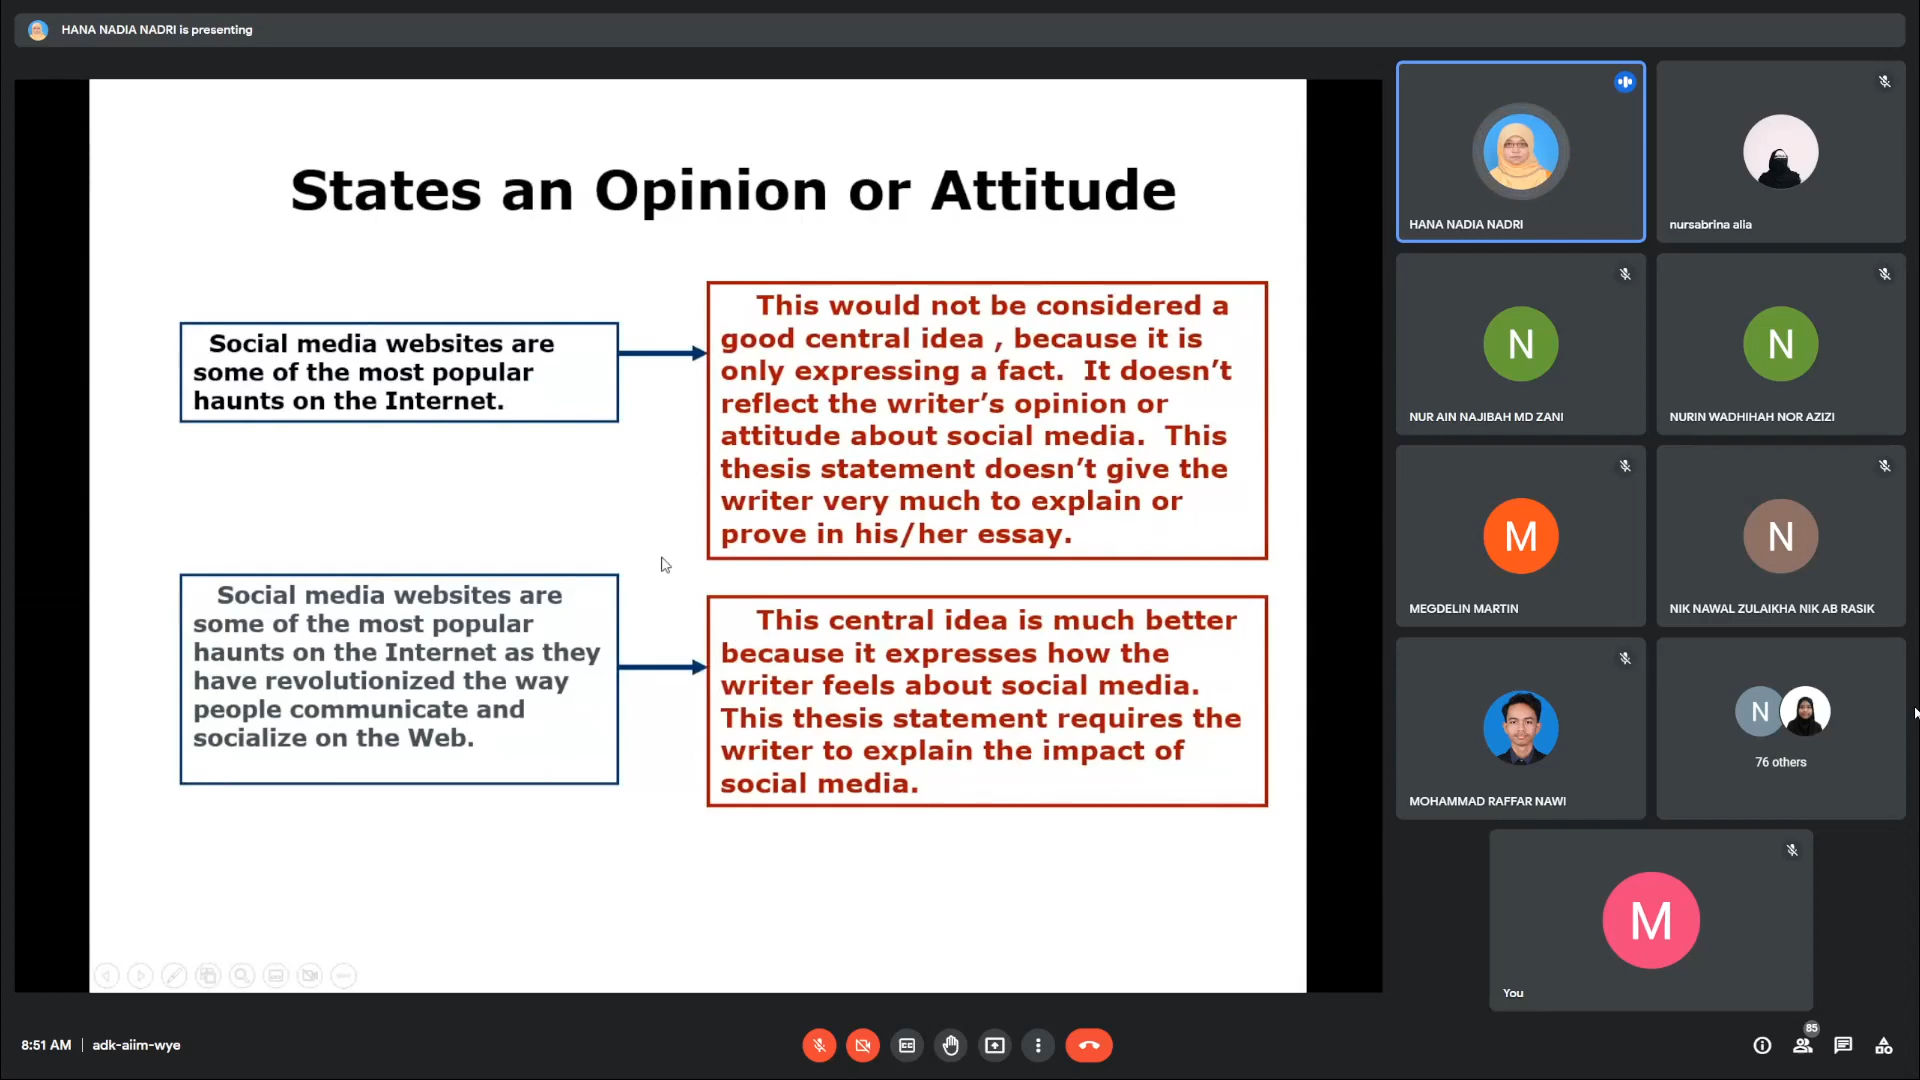 HANA NADIA NADRI is presenting
States an Opinion or Attitude
Social media websites are
some of the most popular
haunts on the Internet.
This would not be considered a
good central idea , because it is
only expressing a fact.  It doesn’t
reflect the writer’s opinion or
attitude about social media.  This
thesis statement doesn’t give the
writer very much to explain or
prove in his/her essay.
Social media websites are
some of the most popular
haunts on the Internet as they
have revolutionized the way
people communicate and
socialize on the Web.
This central idea is much better
because it expresses how the
writer feels about social media.
This thesis statement requires the
writer to explain the impact of
social media.
HANA NADIA NADRI
nursabrina alia
N
NUR AIN NAJIBAH MD ZANI
N
NURIN WADHIHAH NOR AZIZI
M
MEGDELIN MARTIN
N
NIK NAWAL ZULAIKHA NIK AB RASIK
MOHAMMAD RAFFAR NAWI
N
76 others
M
You
8:51 AM | adk-aiim-wye
85